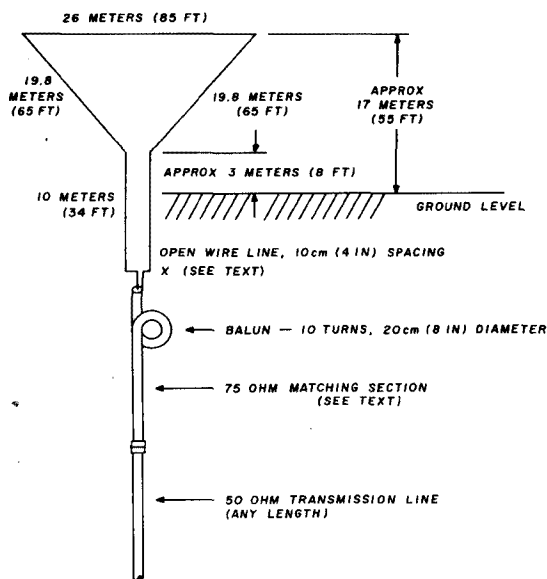 26 METERS (85 FT)
19.8
METERS
(65 FT)
19.8 METERS
(65 FT)
APPROX
17 METERS
(55 FT)
APPROX 3 METERS (8 FT)
10 METERS
(34 FT)
GROUND LEVEL
OPEN WIRE LINE, 10cm (4 IN) SPACING
X (SEE TEXT)
BALUN — 10 TURNS, 20cm (8 IN) DIAMETER
75 OHM MATCHING SECTION
(SEE TEXT)
50 OHM TRANSMISSION LINE
(ANY LENGTH)